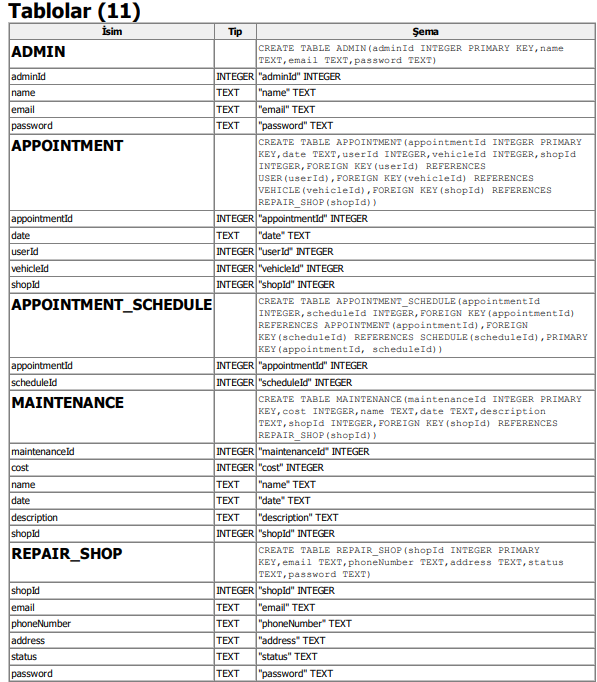 Tablolar (11)
İsim Tip Şema
ADMIN CREATE TABLE ADMIN(adminId INTEGER PRIMARY KEY,name
TEXT,email TEXT,password TEXT)
adminId INTEGER "adminId" INTEGER
name TEXT "name" TEXT
email TEXT "email" TEXT
password TEXT "password" TEXT
APPOINTMENT CREATE TABLE APPOINTMENT(appointmentId INTEGER PRIMARY
KEY,date TEXT,userId INTEGER,vehicleId INTEGER,shopId
INTEGER,FOREIGN KEY(userId) REFERENCES
USER(userId),FOREIGN KEY(vehicleId) REFERENCES
VEHICLE(vehicleId),FOREIGN KEY(shopId) REFERENCES
REPAIR_SHOP(shopId))
appointmentId INTEGER "appointmentId" INTEGER
date TEXT "date" TEXT
userId INTEGER "userId" INTEGER
vehicleId INTEGER "vehicleId" INTEGER
shopId INTEGER "shopId" INTEGER
APPOINTMENT_SCHEDULE CREATE TABLE APPOINTMENT_SCHEDULE(appointmentId
INTEGER,scheduleId INTEGER,FOREIGN KEY(appointmentId)
REFERENCES APPOINTMENT(appointmentId),FOREIGN
KEY(scheduleId) REFERENCES SCHEDULE(scheduleId),PRIMARY
KEY(appointmentId, scheduleId))
appointmentId INTEGER "appointmentId" INTEGER
scheduleId INTEGER "scheduleId" INTEGER
MAINTENANCE CREATE TABLE MAINTENANCE(maintenanceId INTEGER PRIMARY
KEY,cost INTEGER,name TEXT,date TEXT,description
TEXT,shopId INTEGER,FOREIGN KEY(shopId) REFERENCES
REPAIR_SHOP(shopId))
maintenanceId INTEGER "maintenanceId" INTEGER
cost INTEGER "cost" INTEGER
name TEXT "name" TEXT
date TEXT "date" TEXT
description TEXT "description" TEXT
shopId INTEGER "shopId" INTEGER
REPAIR_SHOP CREATE TABLE REPAIR_SHOP(shopId INTEGER PRIMARY
KEY,email TEXT,phoneNumber TEXT,address TEXT,status
TEXT,password TEXT)
shopId INTEGER "shopId" INTEGER
email TEXT "email" TEXT
phoneNumber TEXT "phoneNumber" TEXT
address TEXT "address" TEXT
status TEXT "status" TEXT
password TEXT "password" TEXT